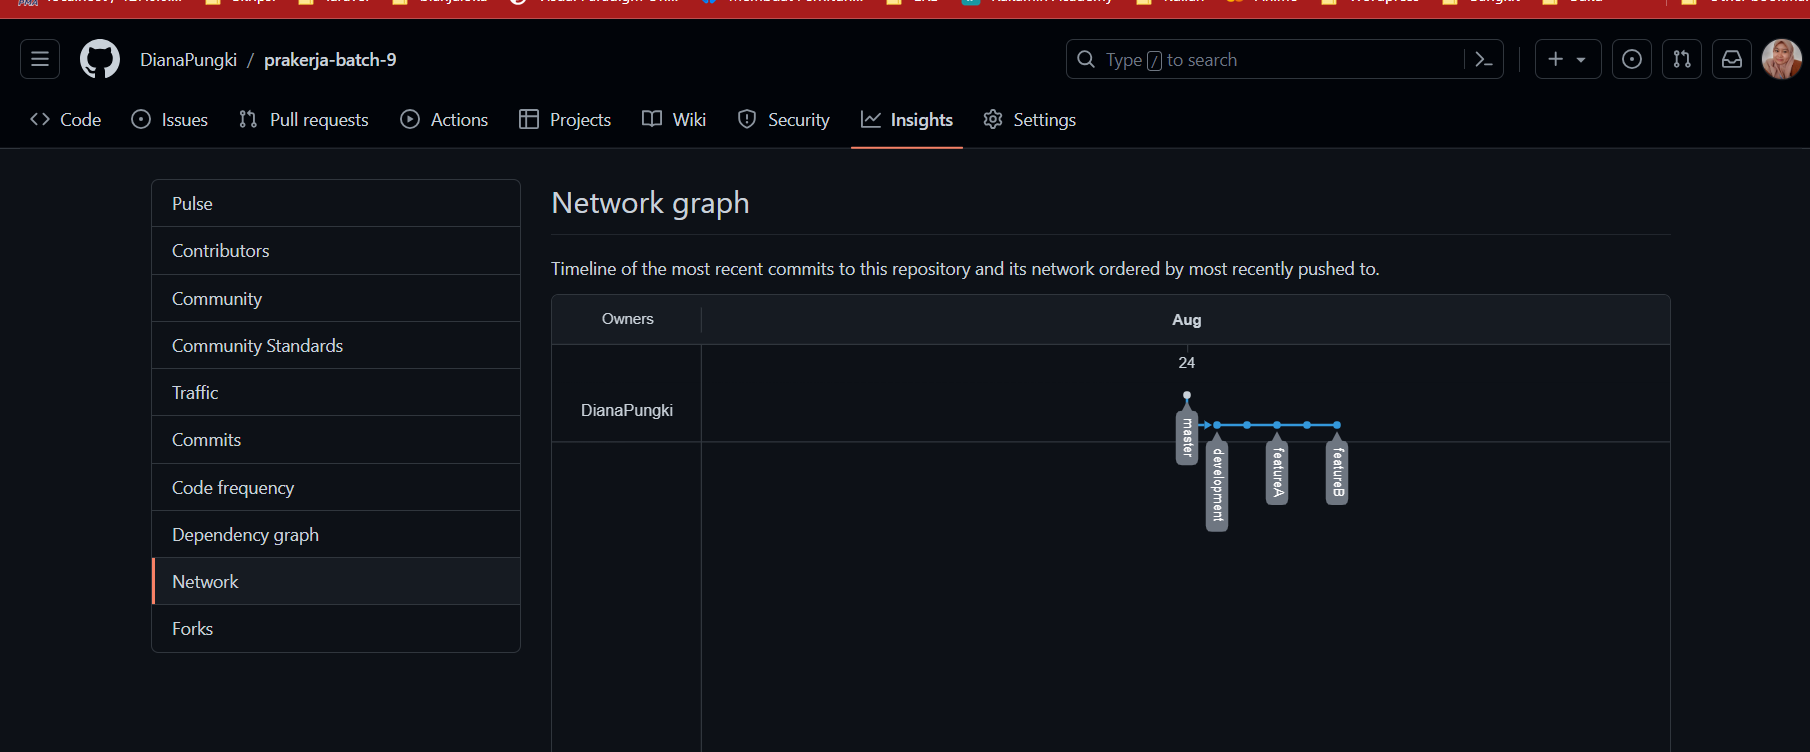 DianaPungki / prakerja-batch-9
Type / to search
Code Issues Pull requests Actions Projects Wiki Security Insights Settings
Pulse
Contributors
Community
Community Standards
Traffic
Commits
Code frequency
Dependency graph
Network
Forks
Network graph
Timeline of the most recent commits to this repository and its network ordered by most recently pushed to.
Owners
Aug
24
DianaPungki
master
development
featureA
featureB